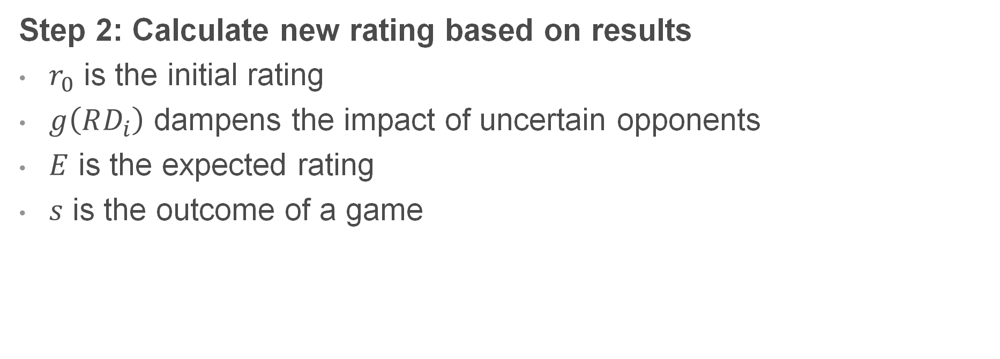 Step 2: Calculate new rating based on results
• r₀ is the initial rating
• g(RDᵢ) dampens the impact of uncertain opponents
• E is the expected rating
• s is the outcome of a game